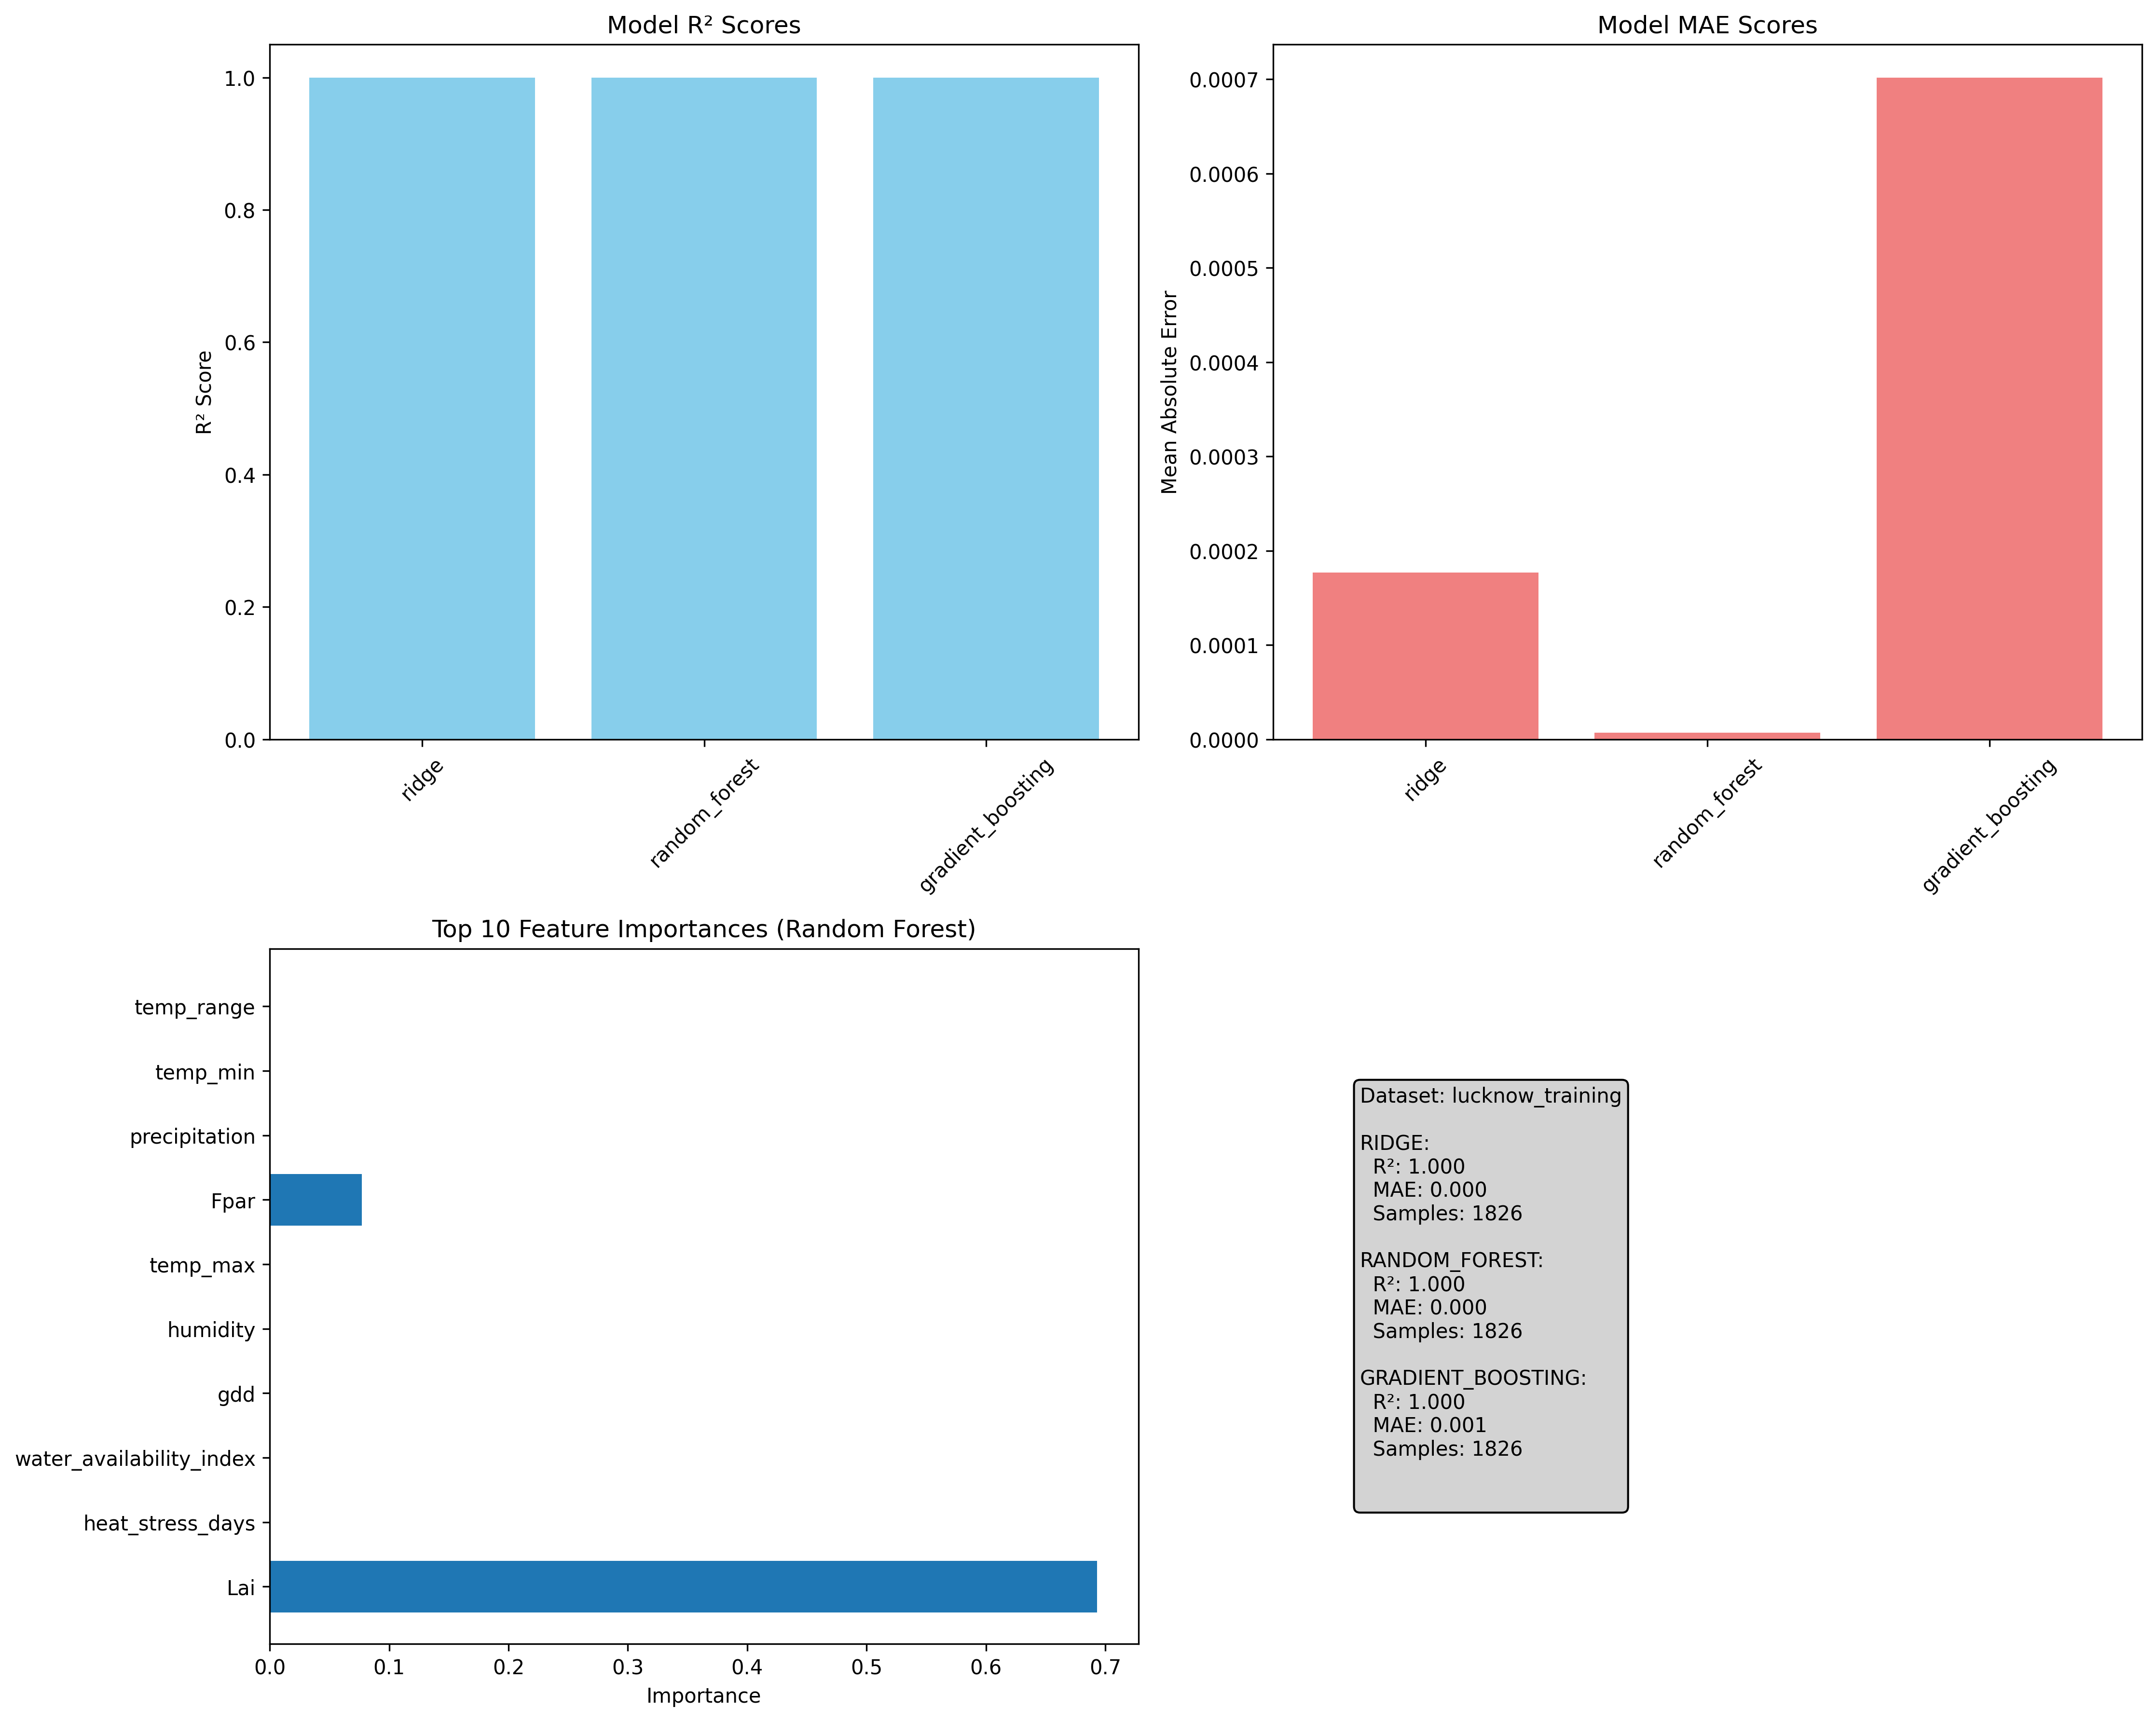 Model R² Scores
R² Score
1.0
0.8
0.6
0.4
0.2
0.0
ridge
random_forest
gradient_boosting
Model MAE Scores
Mean Absolute Error
0.0007
0.0006
0.0005
0.0004
0.0003
0.0002
0.0001
0.0000
ridge
random_forest
gradient_boosting
Top 10 Feature Importances (Random Forest)
temp_range
temp_min
precipitation
Fpar
temp_max
humidity
gdd
water_availability_index
heat_stress_days
Lai
0.0 0.1 0.2 0.3 0.4 0.5 0.6 0.7
Importance
Dataset: lucknow_training
RIDGE:
R²: 1.000
MAE: 0.000
Samples: 1826
RANDOM_FOREST:
R²: 1.000
MAE: 0.000
Samples: 1826
GRADIENT_BOOSTING:
R²: 1.000
MAE: 0.001
Samples: 1826